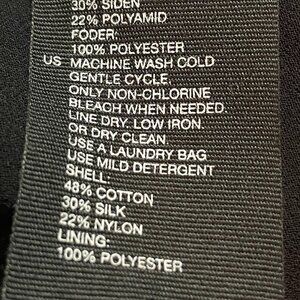 30% SIDEN
22% POLYAMID
FODER:
100% POLYESTER
US MACHINE WASH COLD
GENTLE CYCLE.
ONLY NON-CHLORINE
BLEACH WHEN NEEDED.
LINE DRY. LOW IRON.
OR DRY CLEAN
USE A LAUNDRY BAG
USE MILD DETERGENT
SHELL:
48% COTTON
30% SILK
22% NYLON
LINING:
100% POLYESTER